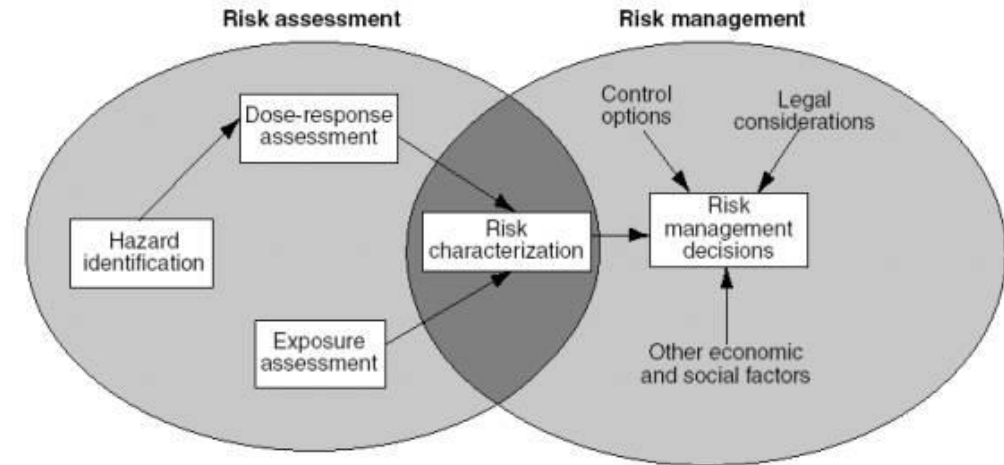 Risk assessment
Risk management
Dose-response
assessment
Hazard
identification
Exposure
assessment
Risk
characterization
Control
options
Legal
considerations
Risk
management
decisions
Other economic
and social factors